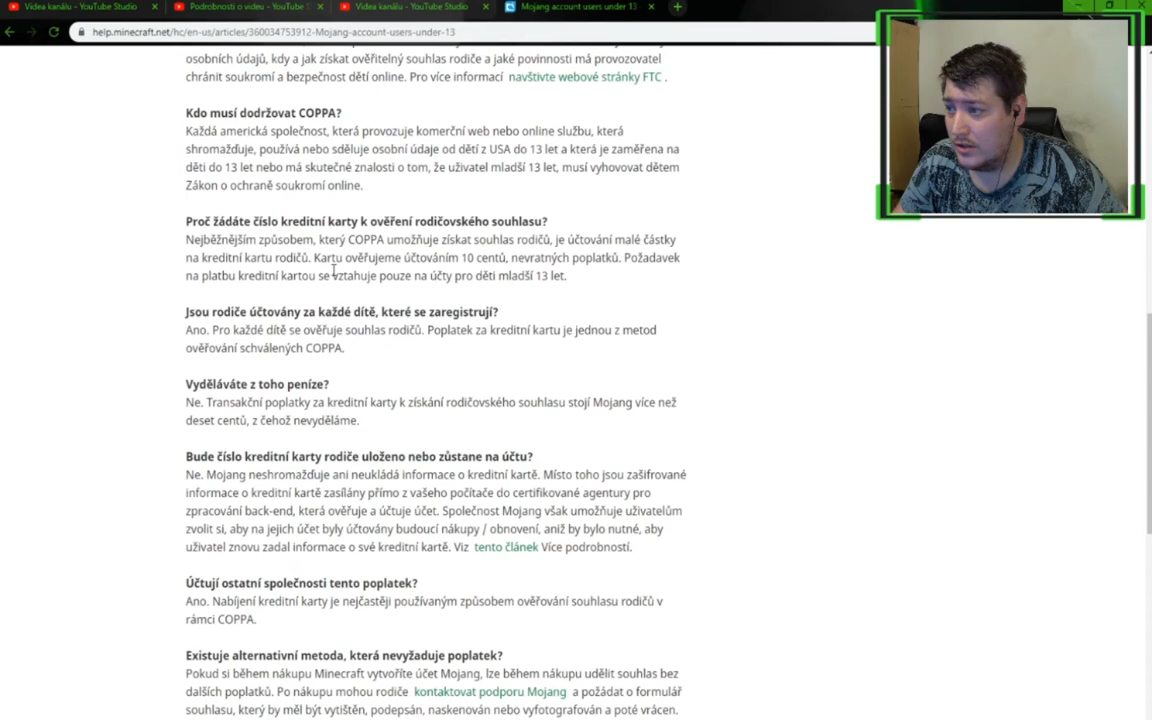 Videa kanálu - YouTube Studio
Podrobnosti o videu - YouTube S
Videa kanálu - YouTube Studio
Mojang account users under 13
help.minecraft.net/hc/en-us/articles/360034753912-Mojang-account-users-under-13
osobních údajů, kdy a jak získat ověřitelný souhlas rodiče a jaké povinnosti má provozovatel
chránit soukromí a bezpečnost dětí online. Pro více informací navštivte webové stránky FTC .
Kdo musí dodržovat COPPA?
Každá americká společnost, která provozuje komerční web nebo online službu, která
shromažďuje, používá nebo sděluje osobní údaje od dětí z USA do 13 let a která je zaměřena na
děti do 13 let nebo má skutečné znalosti o tom, že uživatel mladší 13 let, musí vyhovovat dětem
Zákon o ochraně soukromí online.
Proč žádáte číslo kreditní karty k ověření rodičovského souhlasu?
Nejběžnějším způsobem, který COPPA umožňuje získat souhlas rodičů, je účtování malé částky
na kreditní kartu rodičů. Kartu ověřujeme účtováním 10 centů, nevratných poplatků. Požadavek
na platbu kreditní kartou se vztahuje pouze na účty pro děti mladší 13 let.
Jsou rodiče účtovány za každé dítě, které se zaregistrují?
Ano. Pro každé dítě se ověřuje souhlas rodičů. Poplatek za kreditní kartu je jednou z metod
ověřování schválených COPPA.
Vyděláváte z toho peníze?
Ne. Transakční poplatky za kreditní karty k získání rodičovského souhlasu stojí Mojang více než
deset centů, z čehož nevyděláme.
Bude číslo kreditní karty rodiče uloženo nebo zůstane na účtu?
Ne. Mojang neshromažďuje ani neukládá informace o kreditní kartě. Místo toho jsou zašifrované
informace o kreditní kartě zasílány přímo z vašeho počítače do certifikované agentury pro
zpracování back-end, která ověřuje a účtuje účet. Společnost Mojang však umožňuje uživatelům
zvolit si, aby na jejich účet byly účtovány budoucí nákupy / obnovení, aniž by bylo nutné, aby
uživatel znovu zadal informace o své kreditní kartě. Viz tento článek Více podrobností.
Účtují ostatní společnosti tento poplatek?
Ano. Nabíjení kreditní karty je nejčastěji používaným způsobem ověřování souhlasu rodičů v
rámci COPPA.
Existuje alternativní metoda, která nevyžaduje poplatek?
Pokud si během nákupu Minecraft vytvoříte účet Mojang, lze během nákupu udělit souhlas bez
dalších poplatků. Po nákupu mohou rodiče kontaktovat podporu Mojang a požádat o formulář
souhlasu, který by měl být vytištěn, podepsán, naskenován nebo vyfotografován a poté vrácen.